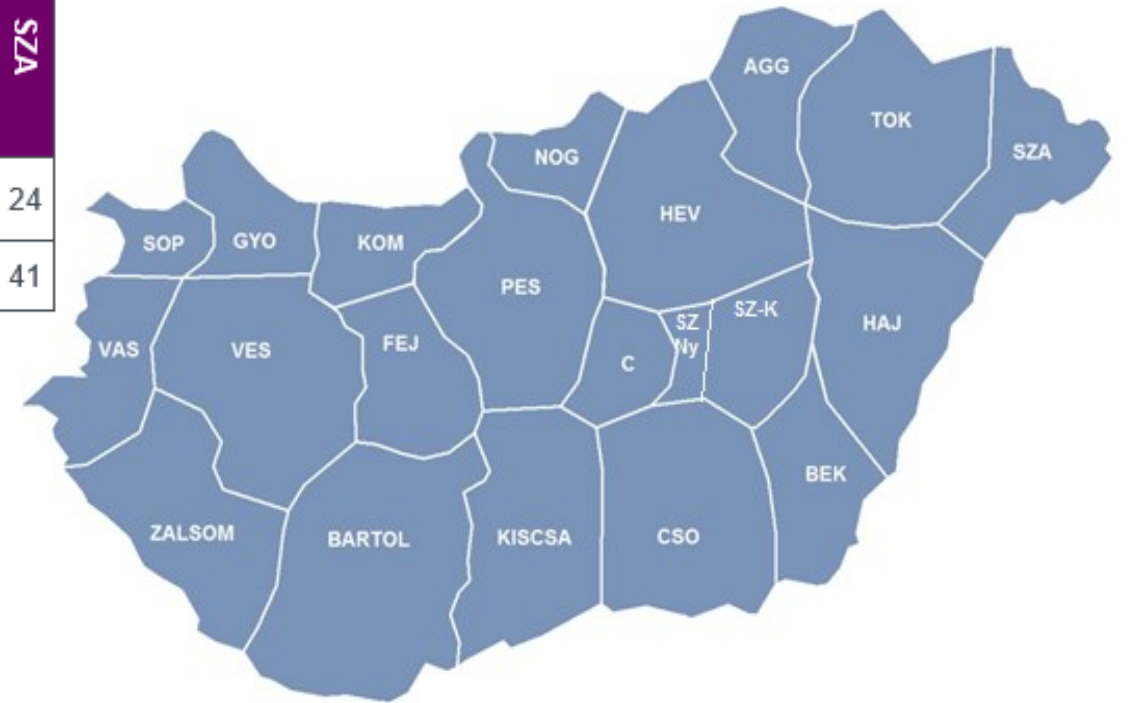 SZA
24
41
AGG
TOK
SZA
NOG
HEV
SOP
GYO
KOM
PES
SZ
Ny
SZ-K
HAJ
VAS
VES
FEJ
C
BEK
ZALSOM
BARTOL
KISCSA
CSO